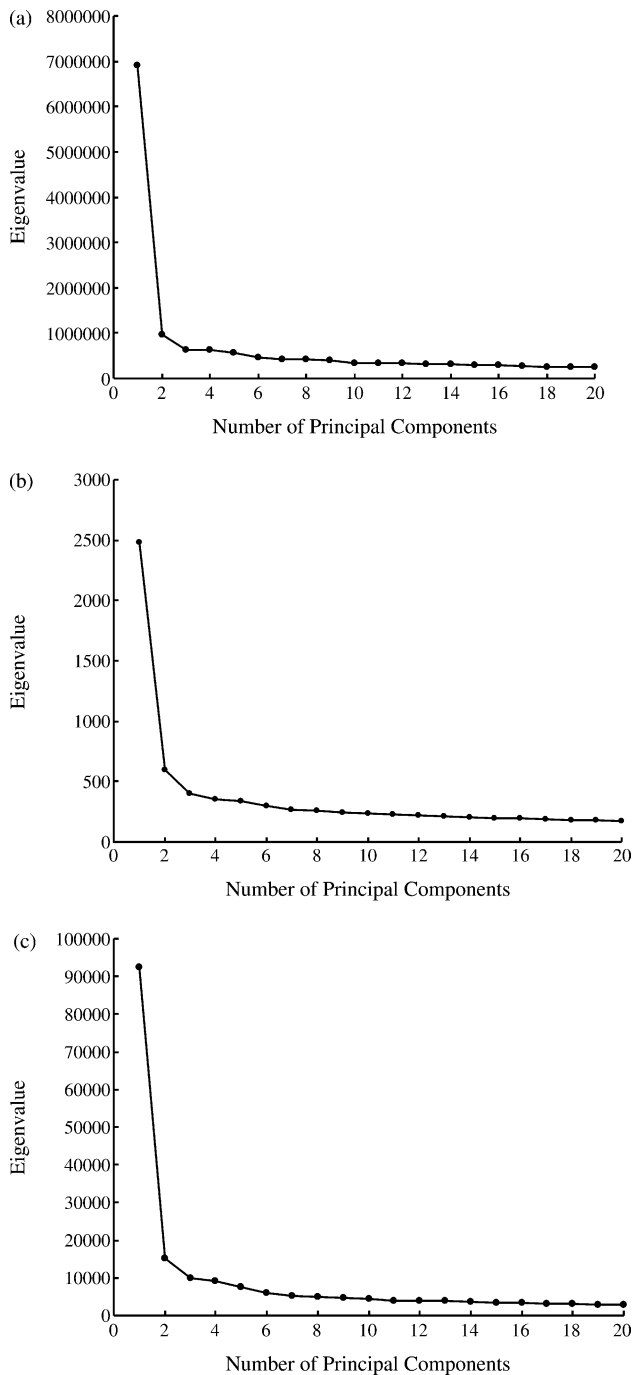 (a)
8000000
7000000
6000000
5000000
4000000
3000000
2000000
1000000
0
Eigenvalue
0 2 4 6 8 10 12 14 16 18 20
Number of Principal Components
(b)
3000
2500
2000
1500
1000
500
0
Eigenvalue
0 2 4 6 8 10 12 14 16 18 20
Number of Principal Components
(c)
100000
90000
80000
70000
60000
50000
40000
30000
20000
10000
0
Eigenvalue
0 2 4 6 8 10 12 14 16 18 20
Number of Principal Components